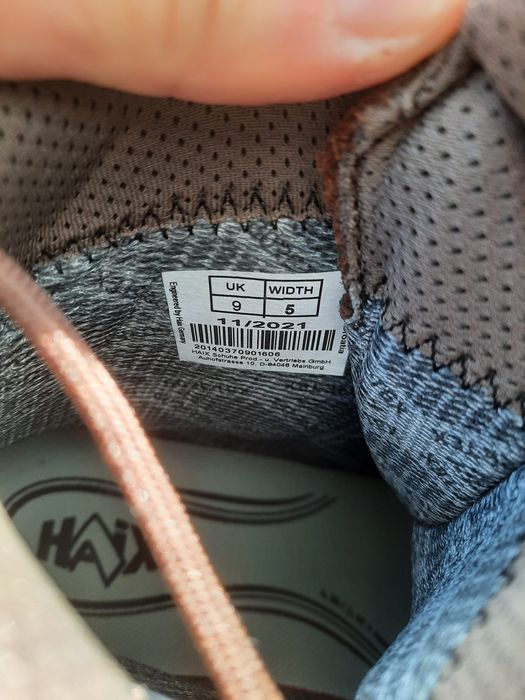 UK WIDTH
9 5
11/2021
20140370901606
HAIX Schuhe Prod.- u. Vertriebs GmbH
Auhofstrasse 10, D-84048 Mainburg
Engineered by Haix Germany
HAIX